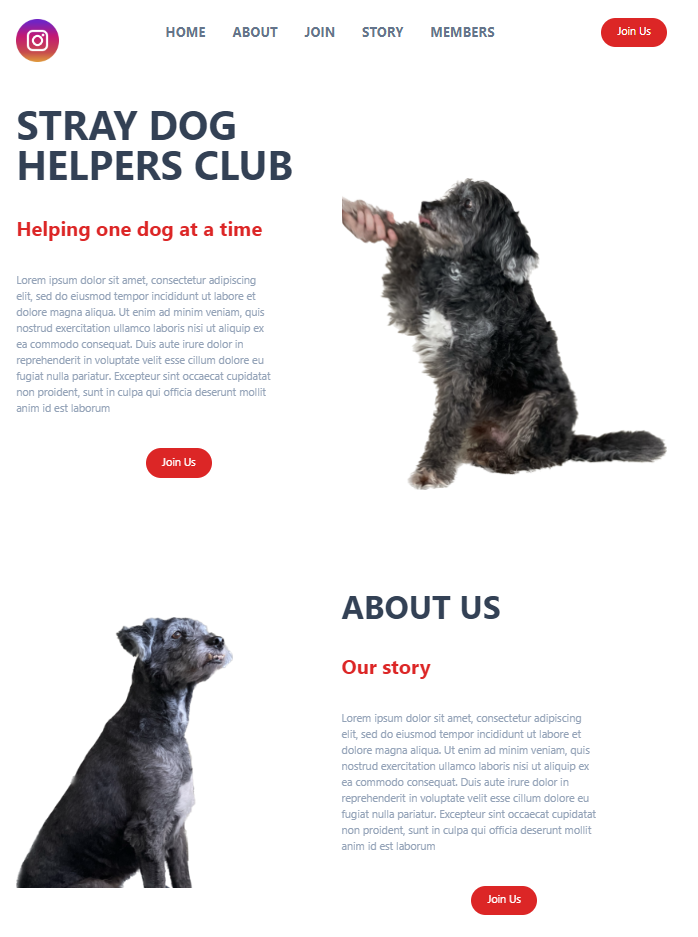 HOME ABOUT JOIN STORY MEMBERS Join Us
STRAY DOG
HELPERS CLUB
Helping one dog at a time
Lorem ipsum dolor sit amet, consectetur adipiscing
elit, sed do eiusmod tempor incididunt ut labore et
dolore magna aliqua. Ut enim ad minim veniam, quis
nostrud exercitation ullamco laboris nisi ut aliquip ex
ea commodo consequat. Duis aute irure dolor in
reprehenderit in voluptate velit esse cillum dolore eu
fugiat nulla pariatur. Excepteur sint occaecat cupidatat
non proident, sunt in culpa qui officia deserunt mollit
anim id est laborum
Join Us
ABOUT US
Our story
Lorem ipsum dolor sit amet, consectetur adipiscing
elit, sed do eiusmod tempor incididunt ut labore et
dolore magna aliqua. Ut enim ad minim veniam, quis
nostrud exercitation ullamco laboris nisi ut aliquip ex
ea commodo consequat. Duis aute irure dolor in
reprehenderit in voluptate velit esse cillum dolore eu
fugiat nulla pariatur. Excepteur sint occaecat cupidatat
non proident, sunt in culpa qui officia deserunt mollit
anim id est laborum
Join Us